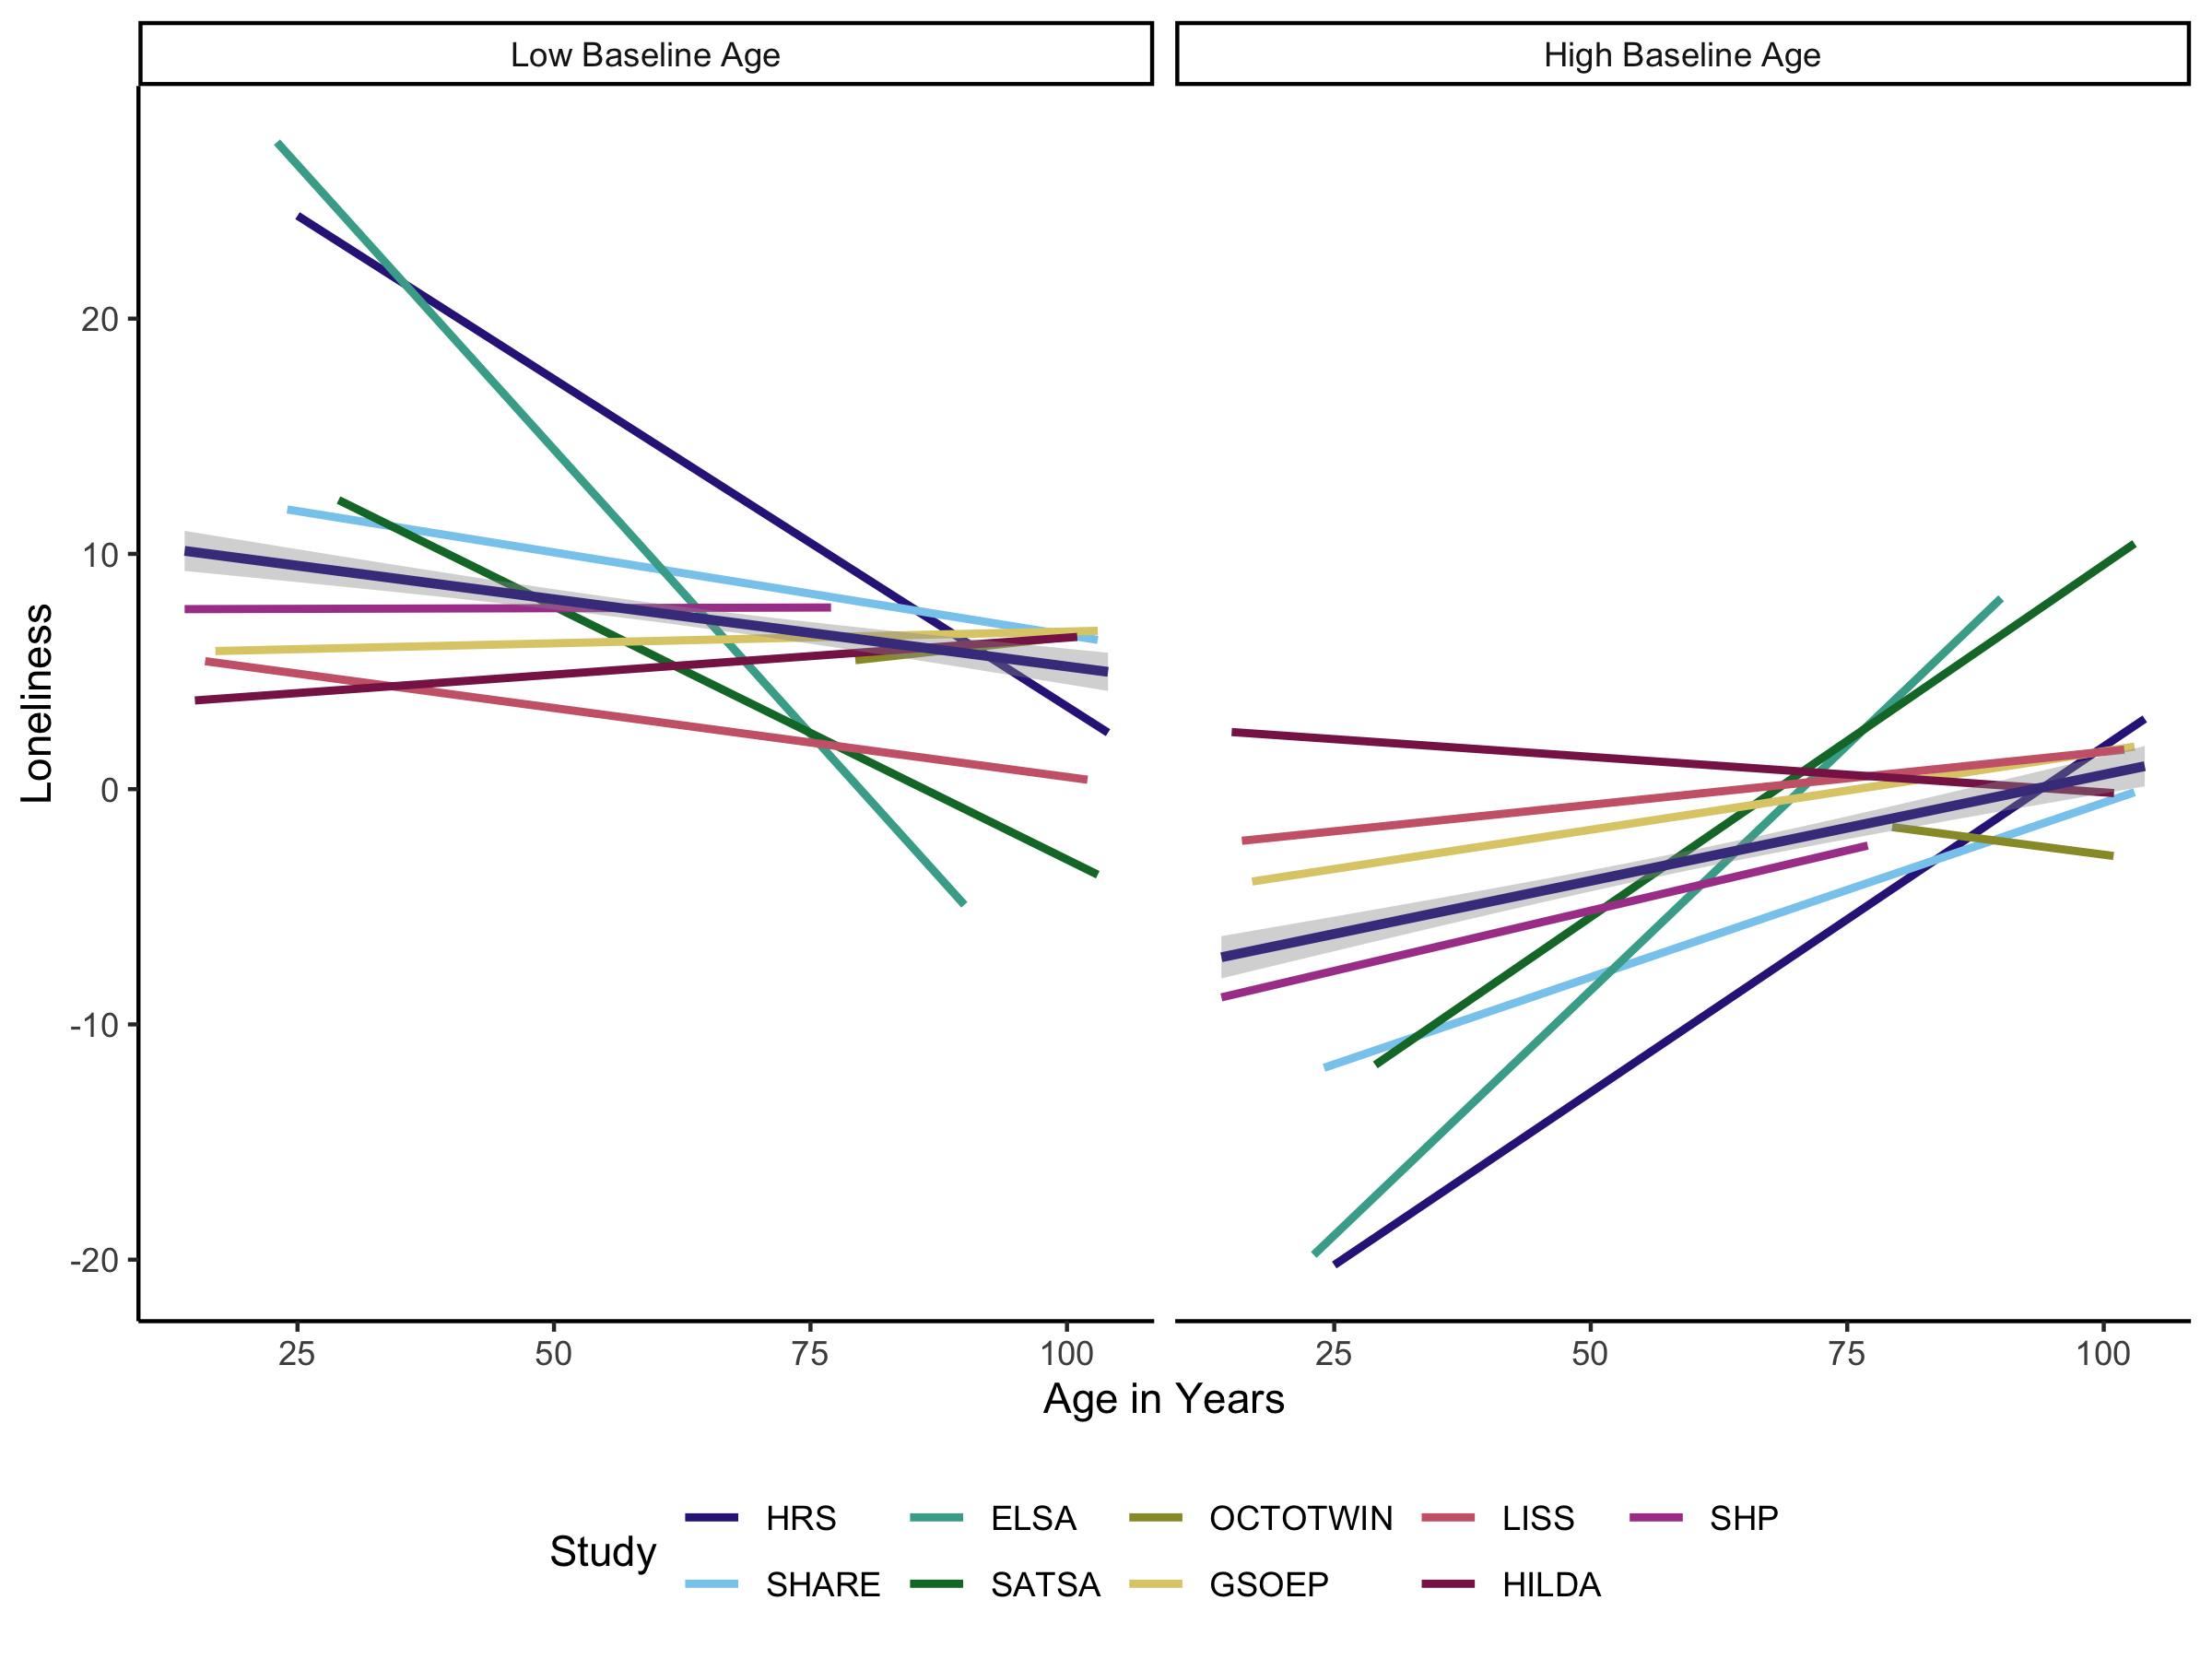 Low Baseline Age
High Baseline Age
Loneliness
20
10
0
-10
-20
25 50 75 100 25 50 75 100
Age in Years
Study
HRS ELSA OCTOTWIN LISS SHP
SHARE SATSA GSOEP HILDA